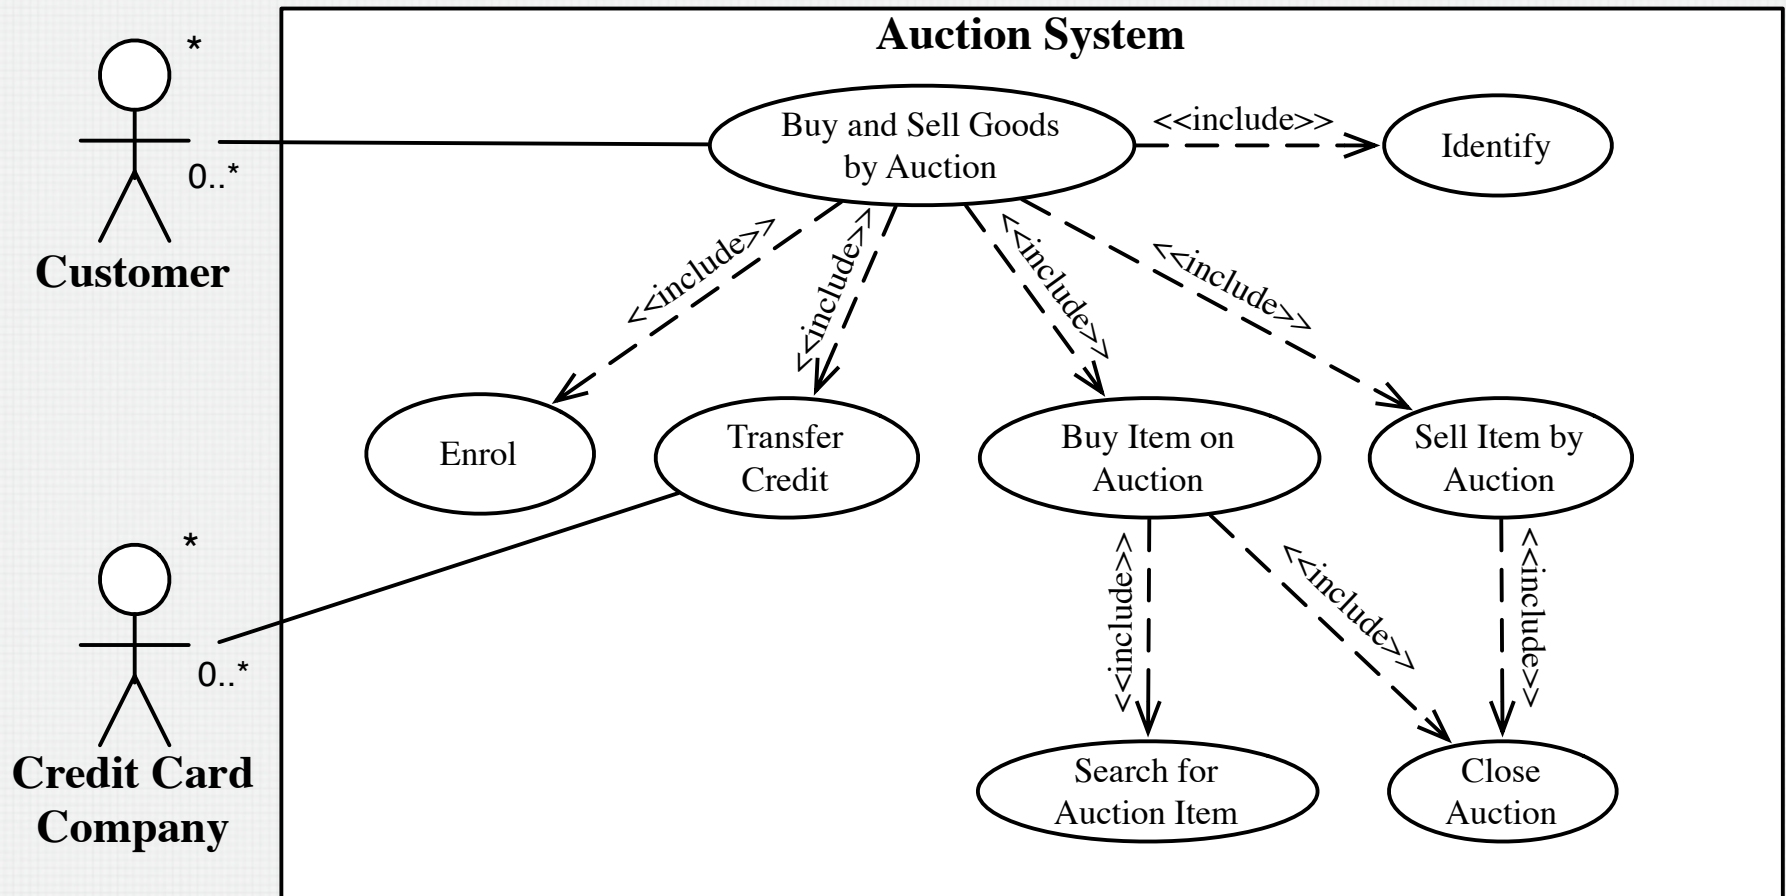 Auction System
*
0..*
Customer
Buy and Sell Goods
by Auction
<<include>>
Identify
<<include>>
<<include>>
<<include>>
<<include>>
Enrol
Transfer
Credit
Buy Item on
Auction
Sell Item by
Auction
*
0..*
Credit Card
Company
<<include>>
<<include>>
<<include>>
Search for
Auction Item
Close
Auction